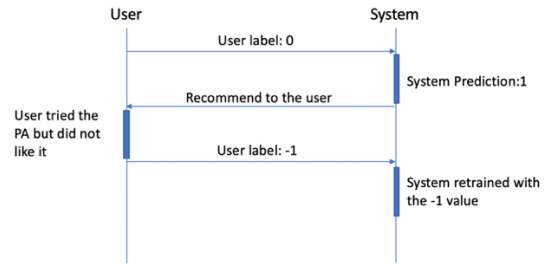 User
System
User label: 0
System Prediction:1
Recommend to the user
User tried the
PA but did not
like it
User label: -1
System retrained with
the -1 value